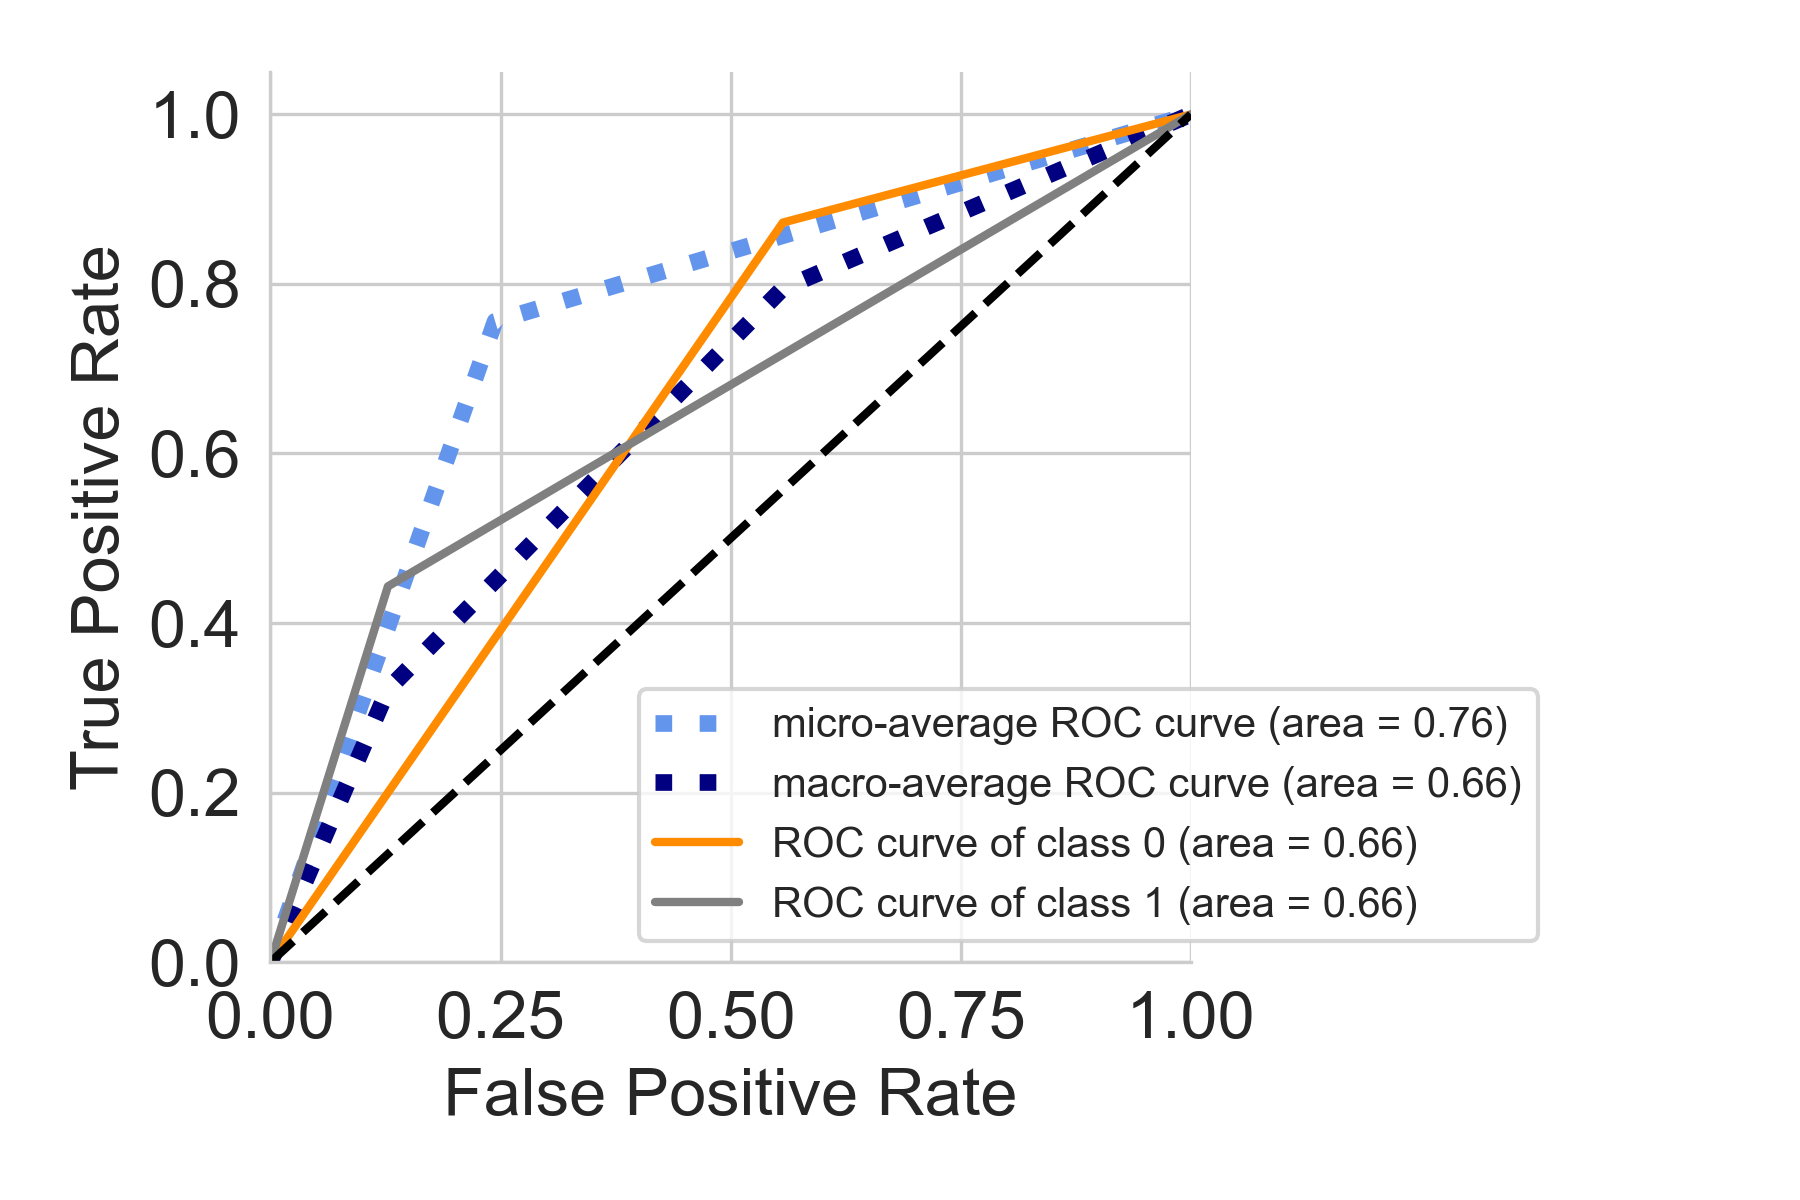 True Positive Rate
1.0
0.8
0.6
0.4
0.2
0.0
micro-average ROC curve (area = 0.76)
macro-average ROC curve (area = 0.66)
ROC curve of class 0 (area = 0.66)
ROC curve of class 1 (area = 0.66)
0.00 0.25 0.50 0.75 1.00
False Positive Rate